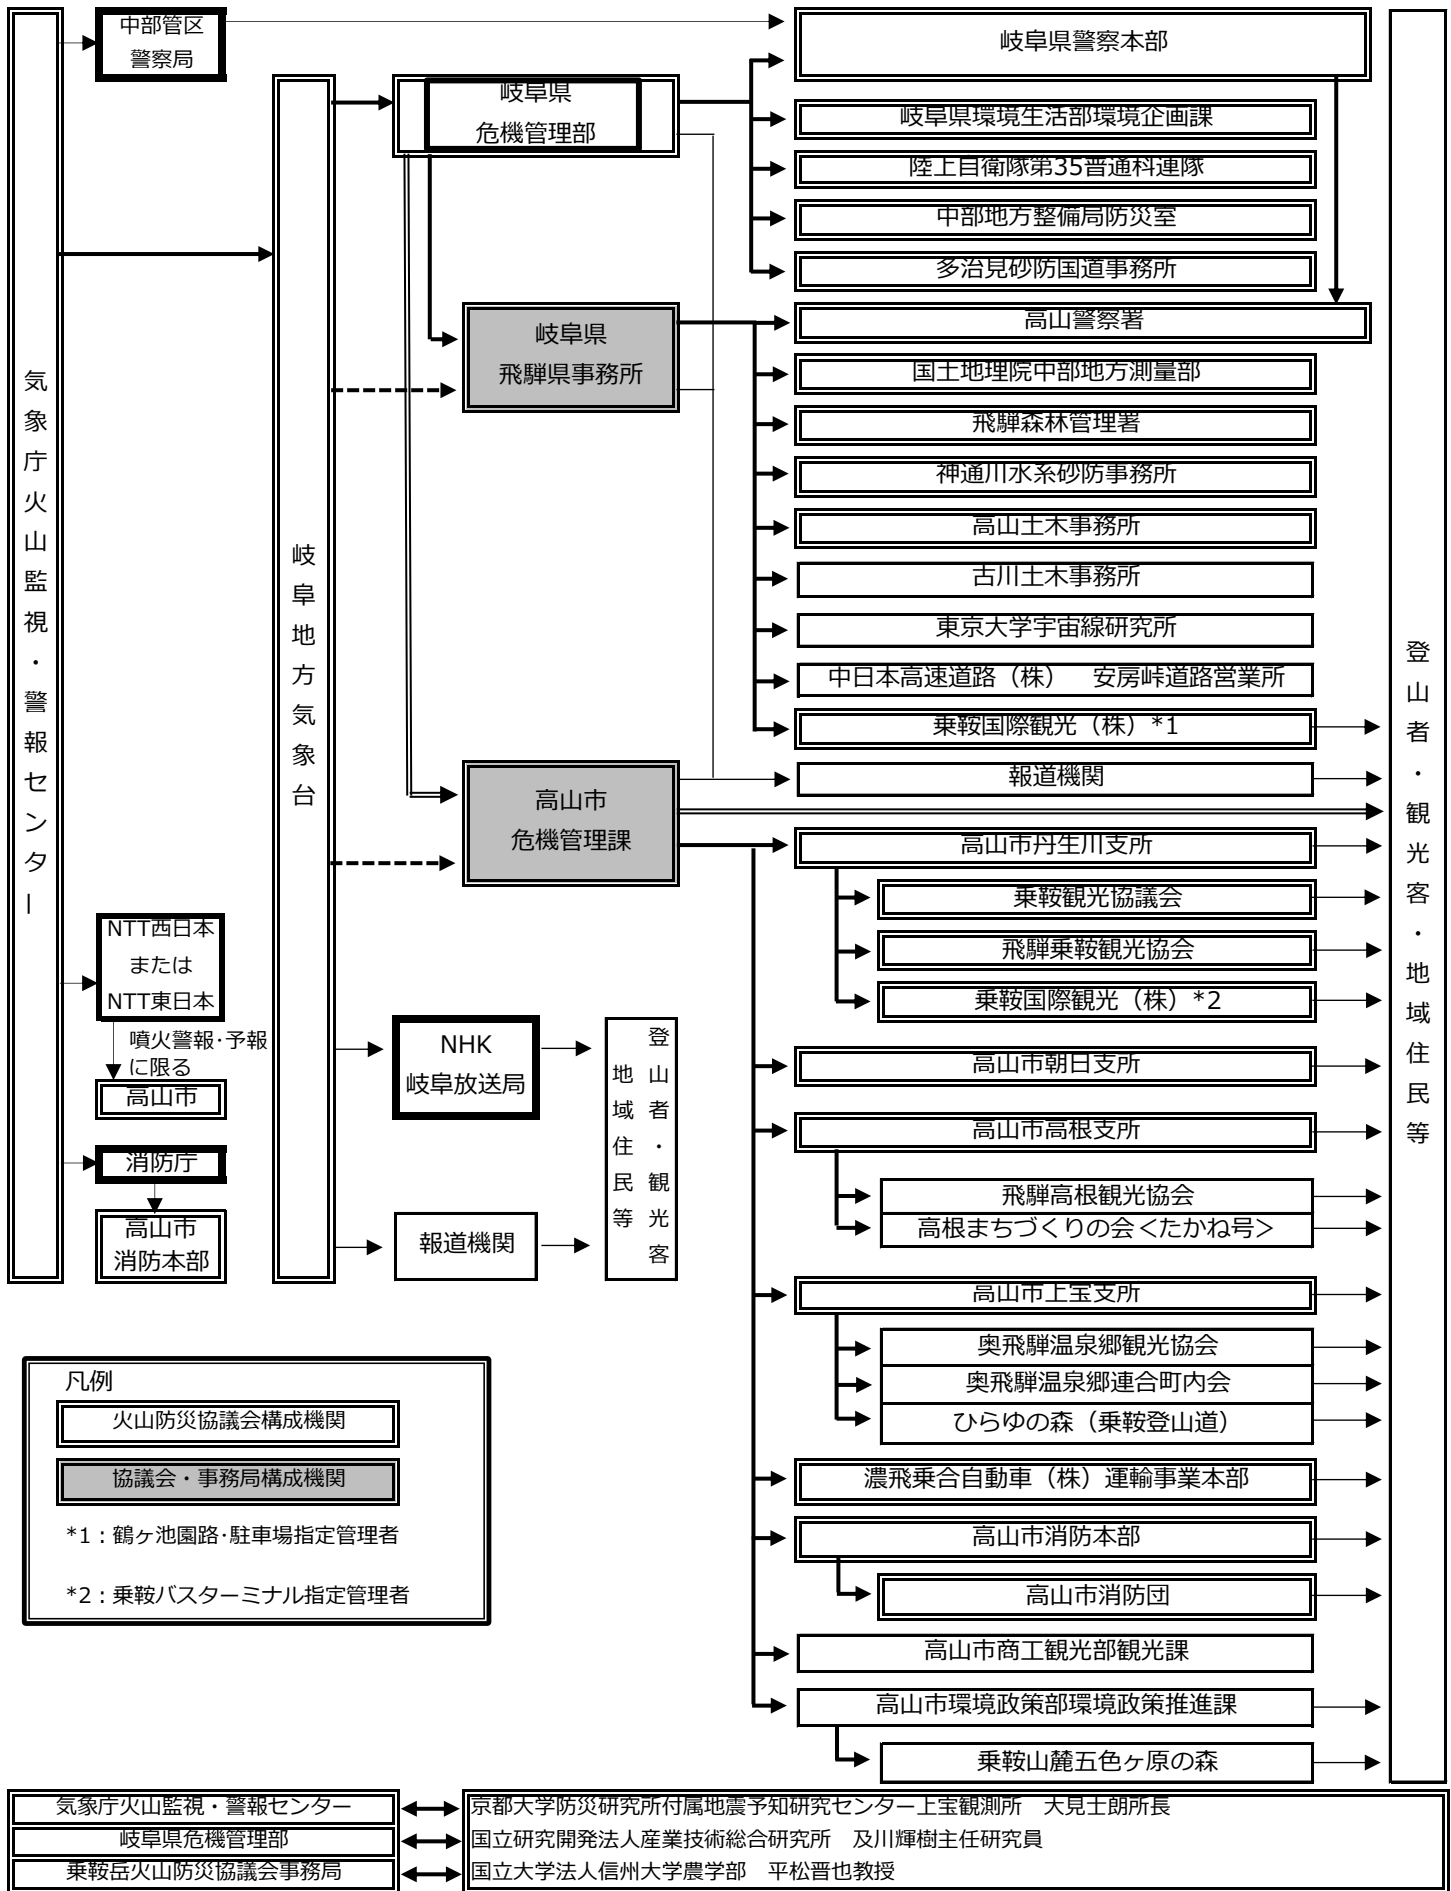 気象庁火山監視・警報センター
中部管区
警察局
岐阜地方気象台
岐阜県
危機管理部
岐阜県
飛騨県事務所
高山市
危機管理課
NTT西日本
または
NTT東日本
噴火警報・予報
に限る
高山市
消防庁
高山市
消防本部
NHK
岐阜放送局
報道機関
登山者・観光客
地域住民等
岐阜県警察本部
岐阜県環境生活部環境企画課
陸上自衛隊第35普通科連隊
中部地方整備局防災室
多治見砂防国道事務所
高山警察署
国土地理院中部地方測量部
飛騨森林管理署
神通川水系砂防事務所
高山土木事務所
古川土木事務所
東京大学宇宙線研究所
中日本高速道路（株）　安房峠道路営業所
乗鞍国際観光（株）*1
報道機関
高山市丹生川支所
乗鞍観光協議会
飛騨乗鞍観光協会
乗鞍国際観光（株）*2
高山市朝日支所
高山市高根支所
飛騨高根観光協会
高根まちづくりの会＜たかね号＞
高山市上宝支所
奥飛騨温泉郷観光協会
奥飛騨温泉郷連合町内会
ひらゆの森（乗鞍登山道）
濃飛乗合自動車（株）運輸事業本部
高山市消防本部
高山市消防団
高山市商工観光部観光課
高山市環境政策部環境政策推進課
乗鞍山麓五色ヶ原の森
登山者・観光客・地域住民等
凡例
火山防災協議会構成機関
協議会・事務局構成機関
*1：鶴ヶ池園路・駐車場指定管理者
*2：乗鞍バスターミナル指定管理者
気象庁火山監視・警報センター
岐阜県危機管理部
乗鞍岳火山防災協議会事務局
京都大学防災研究所付属地震予知研究センター上宝観測所　大見士朗所長
国立研究開発法人産業技術総合研究所　及川輝樹主任研究員
国立大学法人信州大学農学部　平松晋也教授